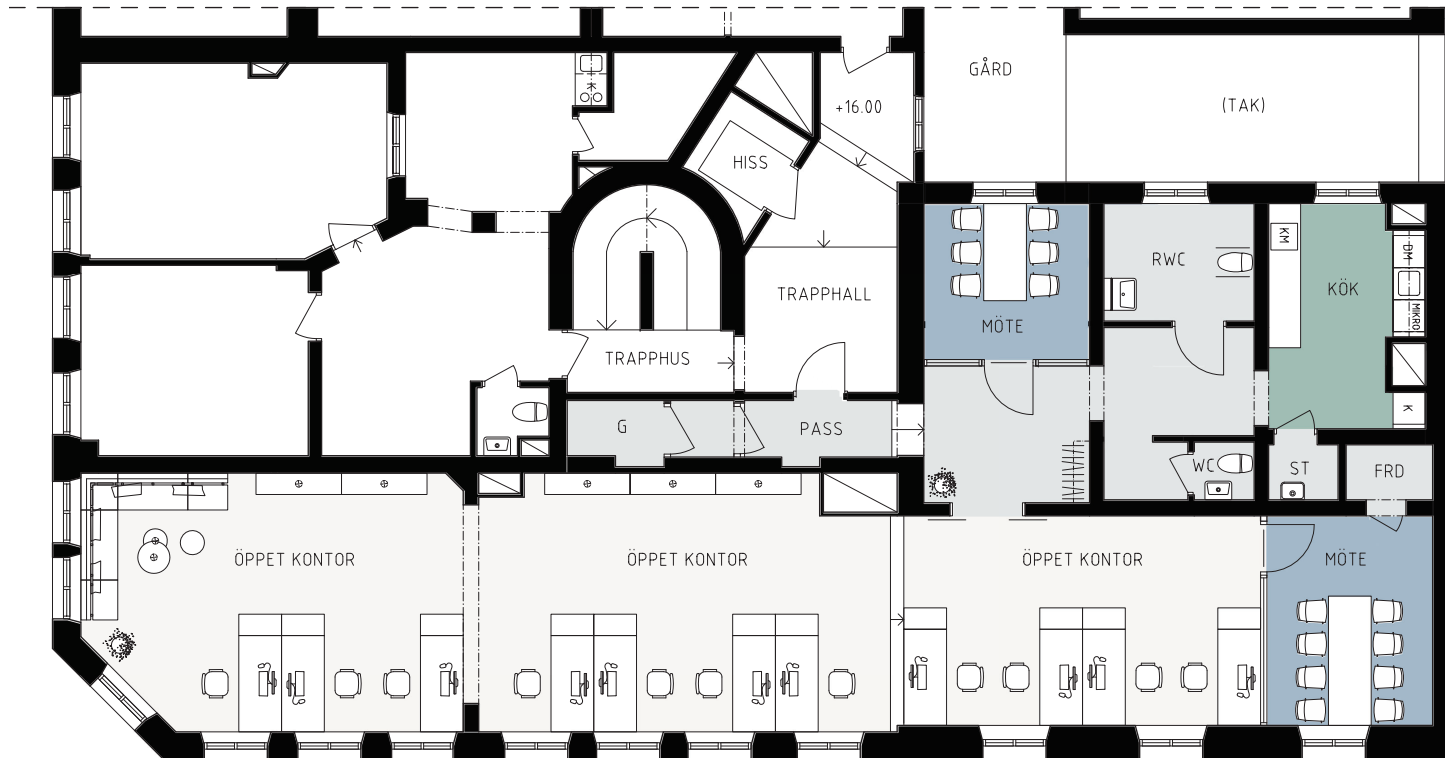 GÅRD
(TAK)
+16.00
K
HISS
RWC
KM
DM
KÖK
MIKRO
TRAPPHALL
MÖTE
TRAPPHUS
K
G
PASS
WC
ST
FRD
ÖPPET KONTOR
ÖPPET KONTOR
ÖPPET KONTOR
MÖTE